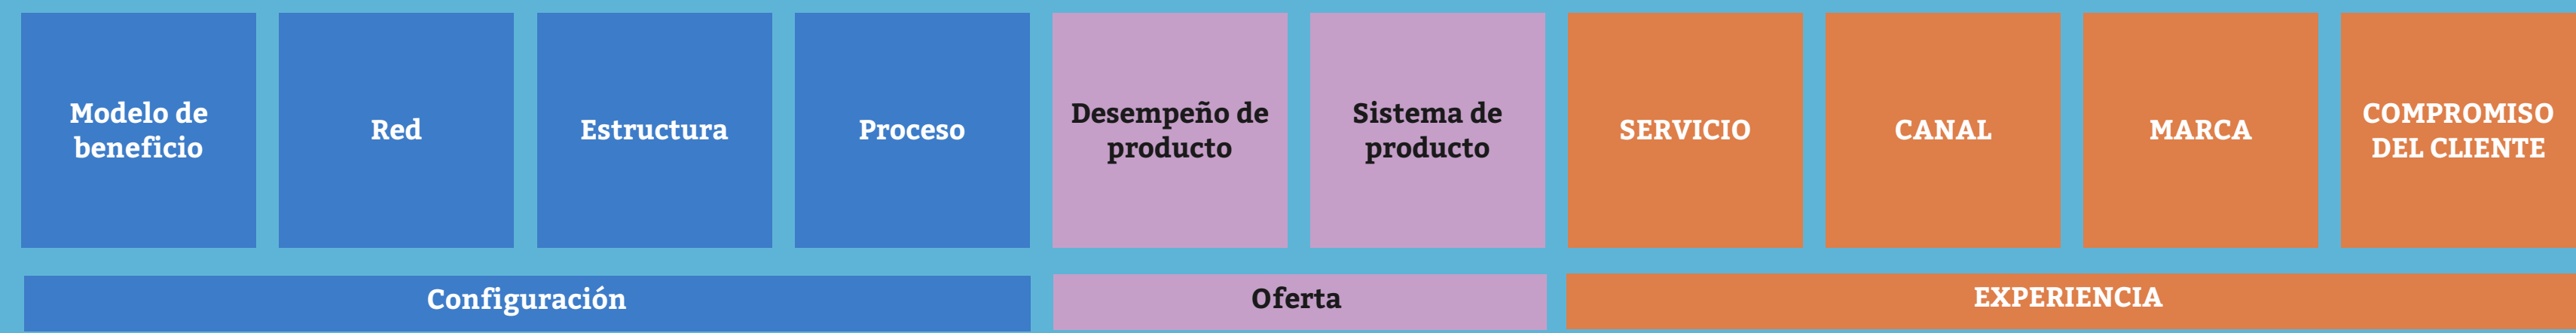 Modelo de
beneficio
Red
Estructura
Proceso
Desempeño de
producto
Sistema de
producto
SERVICIO
CANAL
MARCA
COMPROMISO
DEL CLIENTE
Configuración
Oferta
EXPERIENCIA